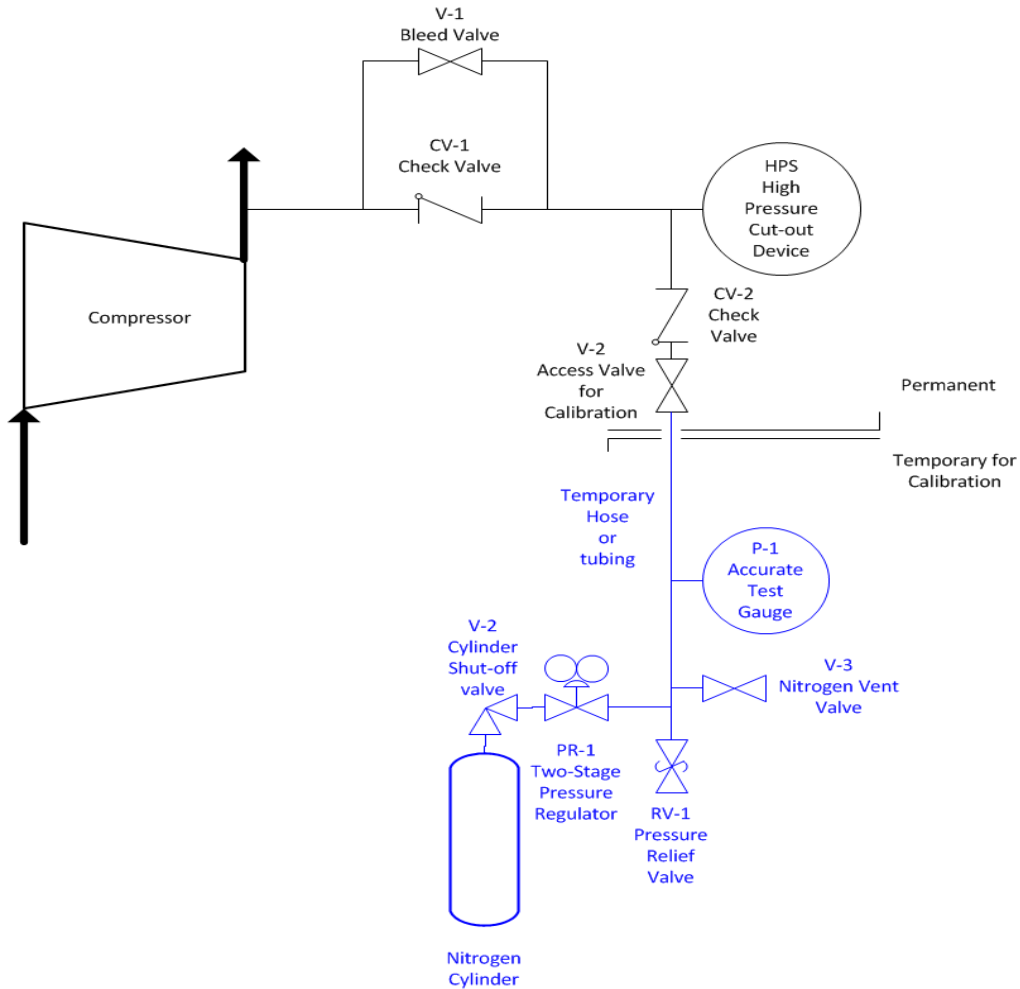 V-1
Bleed Valve
CV-1
Check Valve
HPS
High
Pressure
Cut-out
Device
Compressor
CV-2
Check
Valve
V-2
Access Valve
for
Calibration
Permanent
Temporary for
Calibration
Temporary
Hose
or
tubing
P-1
Accurate
Test
Gauge
V-2
Cylinder
Shut-off
valve
V-3
Nitrogen Vent
Valve
PR-1
Two-Stage
Pressure
Regulator
RV-1
Pressure
Relief
Valve
Nitrogen
Cylinder